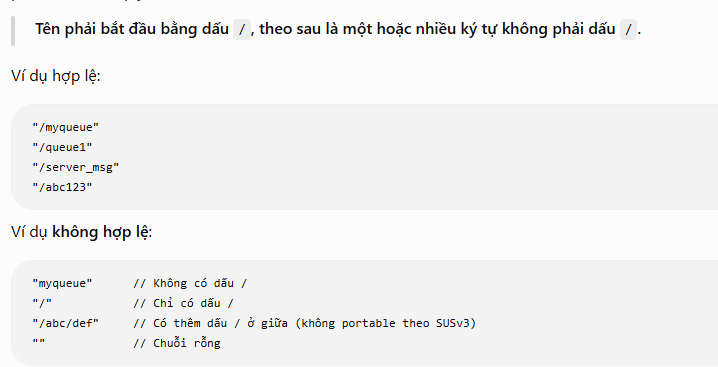 Tên phải bắt đầu bằng dấu /, theo sau là một hoặc nhiều ký tự không phải dấu /.
Ví dụ hợp lệ:
"/myqueue"
"/queue1"
"/server_msg"
"/abc123"
Ví dụ không hợp lệ:
"myqueue"      // Không có dấu /
"/"            // Chỉ có dấu /
"/abc/def"     // Có thêm dấu / ở giữa (không portable theo SUSv3)
""             // Chuỗi rỗng